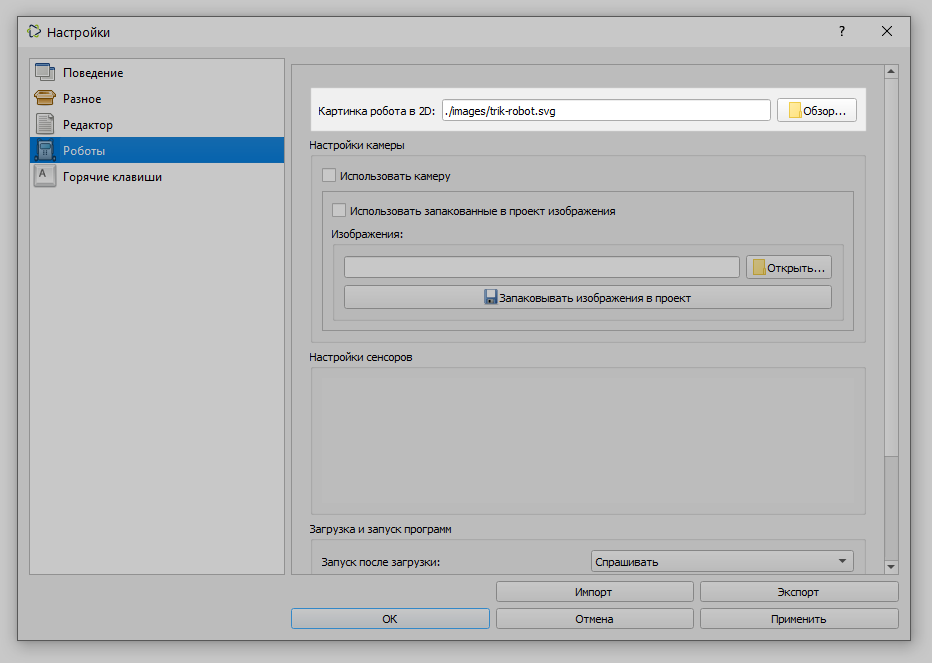 Настройки
?
Поведение
Разное
Редактор
Роботы
A
Горячие клавиши
Картинка робота в 2D: ./images/trik-robot.svg Обзор...
Настройки камеры
Использовать камеру
Использовать запакованные в проект изображения
Изображения:
Открыть...
Запаковывать изображения в проект
Настройки сенсоров
Загрузка и запуск программ
Запуск после загрузки: Спрашивать
Импорт Экспорт
ОК Отмена Применить